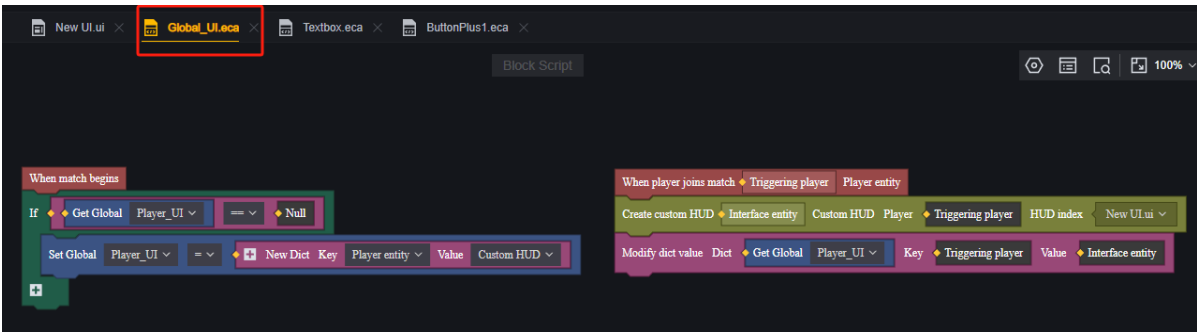 New UI.ui Global_UI.eca Textbox.eca ButtonPlus1.eca
Block Script
100%
When match begins
If Get Global Player_UI == Null
Set Global Player_UI = New Dict Key Player entity Value Custom HUD
When player joins match Triggering player Player entity
Create custom HUD Interface entity Custom HUD Player Triggering player HUD index New UI.ui
Modify dict value Dict Get Global Player_UI Key Triggering player Value Interface entity